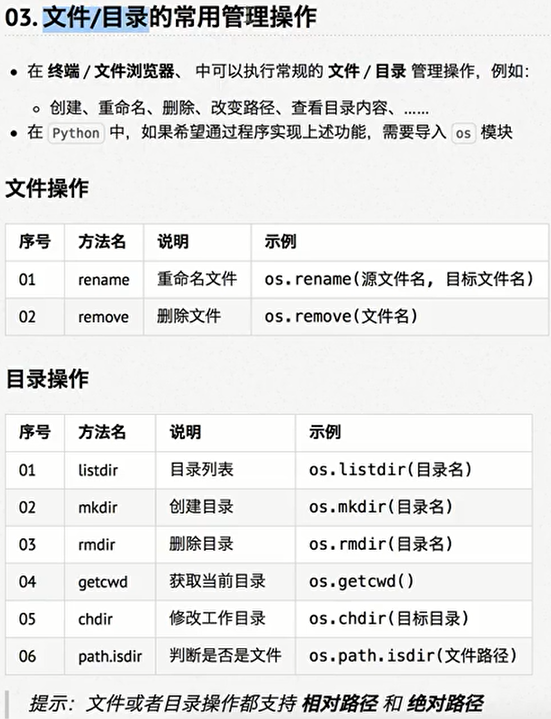 03. 文件/目录的常用管理操作
• 在 终端 / 文件浏览器、 中可以执行常规的 文件 / 目录 管理操作，例如：
◦ 创建、重命名、删除、改变路径、查看目录内容、……
• 在 Python 中，如果希望通过程序实现上述功能，需要导入 os 模块
文件操作
序号 方法名 说明 示例
01 rename 重命名文件 os.rename(源文件名, 目标文件名)
02 remove 删除文件 os.remove(文件名)
目录操作
序号 方法名 说明 示例
01 listdir 目录列表 os.listdir(目录名)
02 mkdir 创建目录 os.mkdir(目录名)
03 rmdir 删除目录 os.rmdir(目录名)
04 getcwd 获取当前目录 os.getcwd()
05 chdir 修改工作目录 os.chdir(目标目录)
06 path.isdir 判断是否是文件 os.path.isdir(文件路径)
提示：文件或者目录操作都支持 相对路径 和 绝对路径